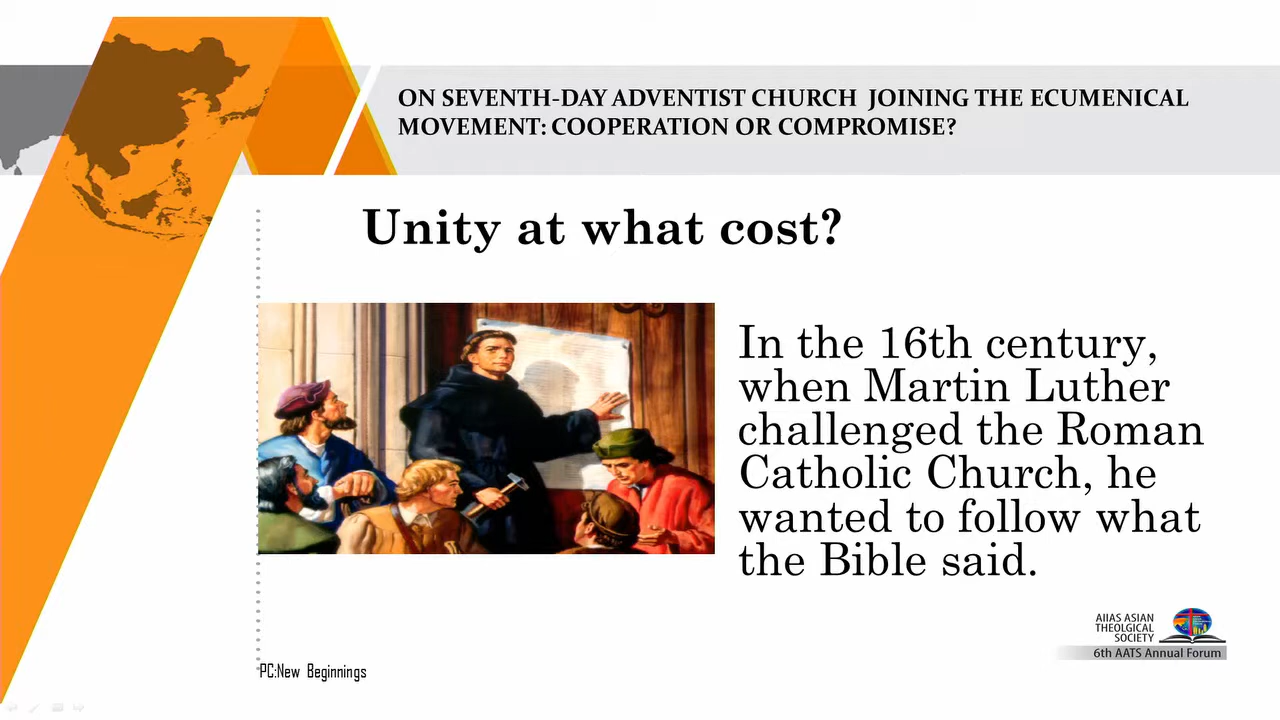 ON SEVENTH-DAY ADVENTIST CHURCH JOINING THE ECUMENICAL
MOVEMENT: COOPERATION OR COMPROMISE?
Unity at what cost?
In the 16th century,
when Martin Luther
challenged the Roman
Catholic Church, he
wanted to follow what
the Bible said.
AIIAS ASIAN
THEOLGICAL
SOCIETY
6th AATS Annual Forum
PC:New Beginnings